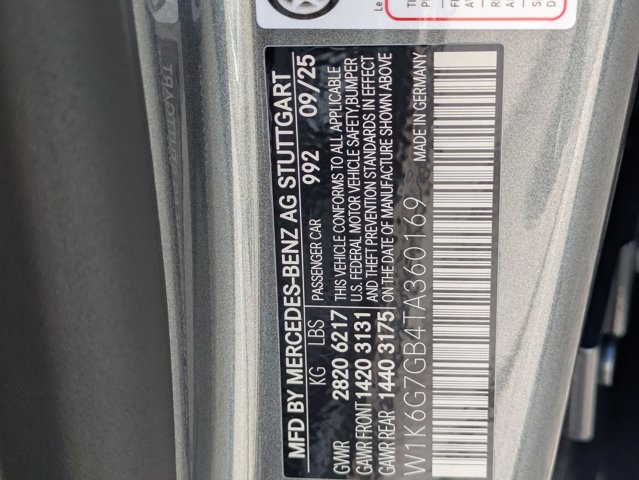 MFD BY MERCEDES-BENZ AG STUTTGART
KG LBS PASSENGER CAR 992 09/25
GVWR 2820 6217 THIS VEHICLE CONFORMS TO ALL APPLICABLE
U.S. FEDERAL MOTOR VEHICLE SAFETY,BUMPER
GAWR FRONT 1420 3131 AND THEFT PREVENTION STANDARDS IN EFFECT
GAWR REAR 1440 3175 ON THE DATE OF MANUFACTURE SHOWN ABOVE
W1K6G7GB4TA360169 MADE IN GERMANY